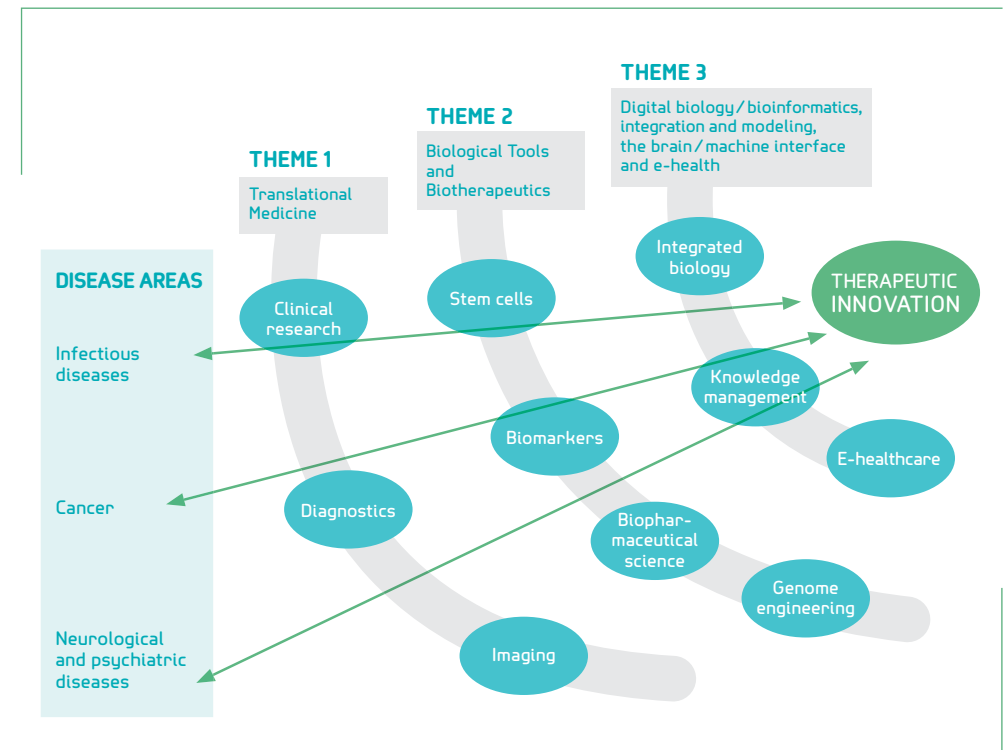 THEME 3
Digital biology/bioinformatics,
integration and modeling,
the brain/machine interface
and e-health
THEME 2
Biological Tools
and
Biotherapeutics
THEME 1
Translational
Medicine
DISEASE AREAS
Infectious
diseases
Cancer
Neurological
and psychiatric
diseases
Clinical
research
Diagnostics
Imaging
Stem cells
Biomarkers
Biophar-
maceutical
science
Genome
engineering
Integrated
biology
Knowledge
management
E-healthcare
THERAPEUTIC
INNOVATION